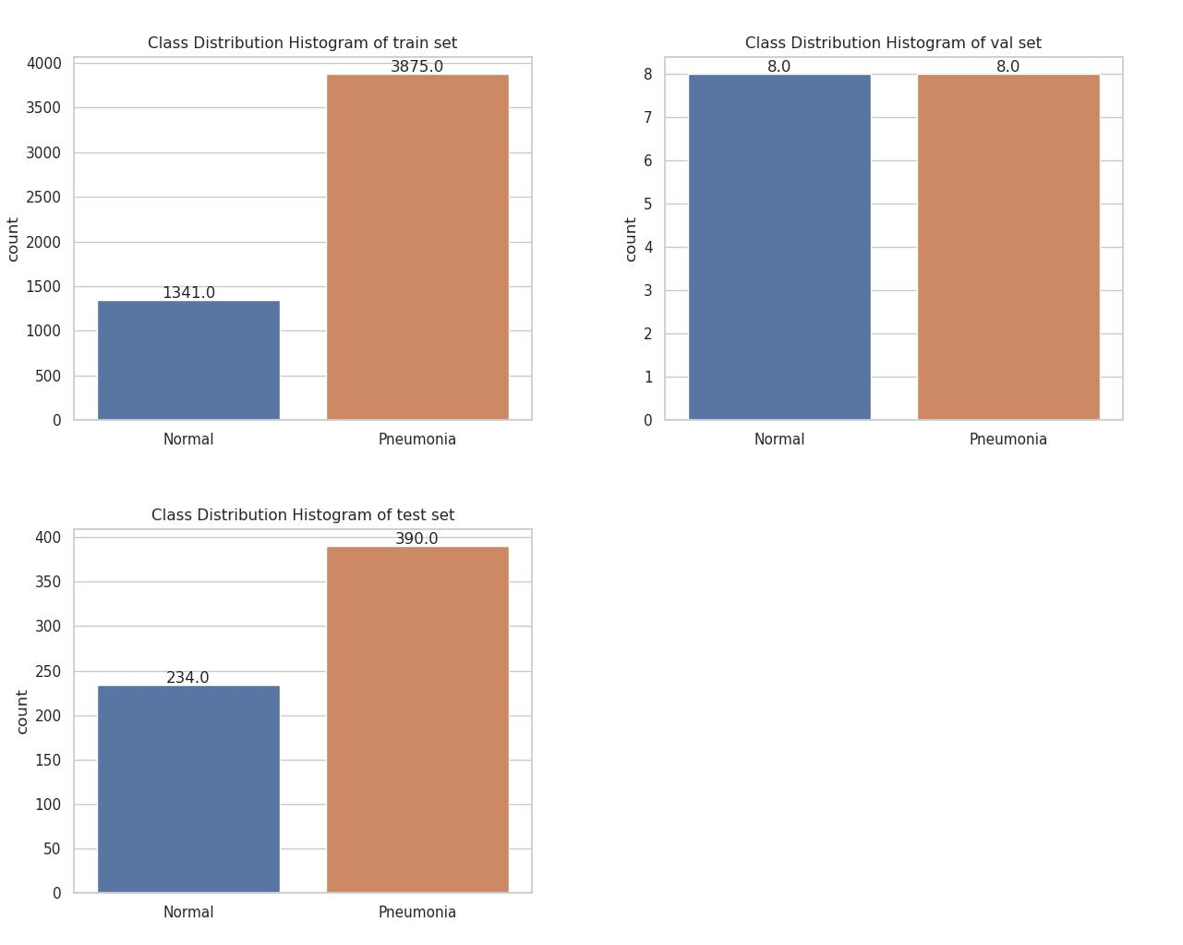 Class Distribution Histogram of train set
4000
3500
3000
2500
2000
1500
1000
500
0
count
1341.0
3875.0
Normal
Pneumonia
Class Distribution Histogram of val set
8
7
6
5
4
3
2
1
0
count
8.0
8.0
Normal
Pneumonia
Class Distribution Histogram of test set
400
350
300
250
200
150
100
50
0
count
234.0
390.0
Normal
Pneumonia